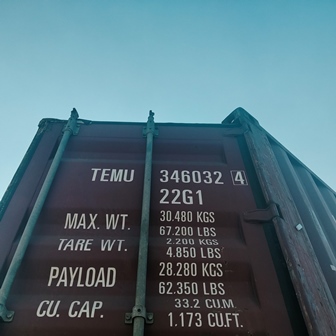 TEMU 346032 4
22G1
MAX. WT. 30.480 KGS
67.200 LBS
TARE WT. 2.200 KGS
4.850 LBS
PAYLOAD 28.280 KGS
62.350 LBS
CU. CAP. 33.2 CU.M.
1.173 CU.FT.